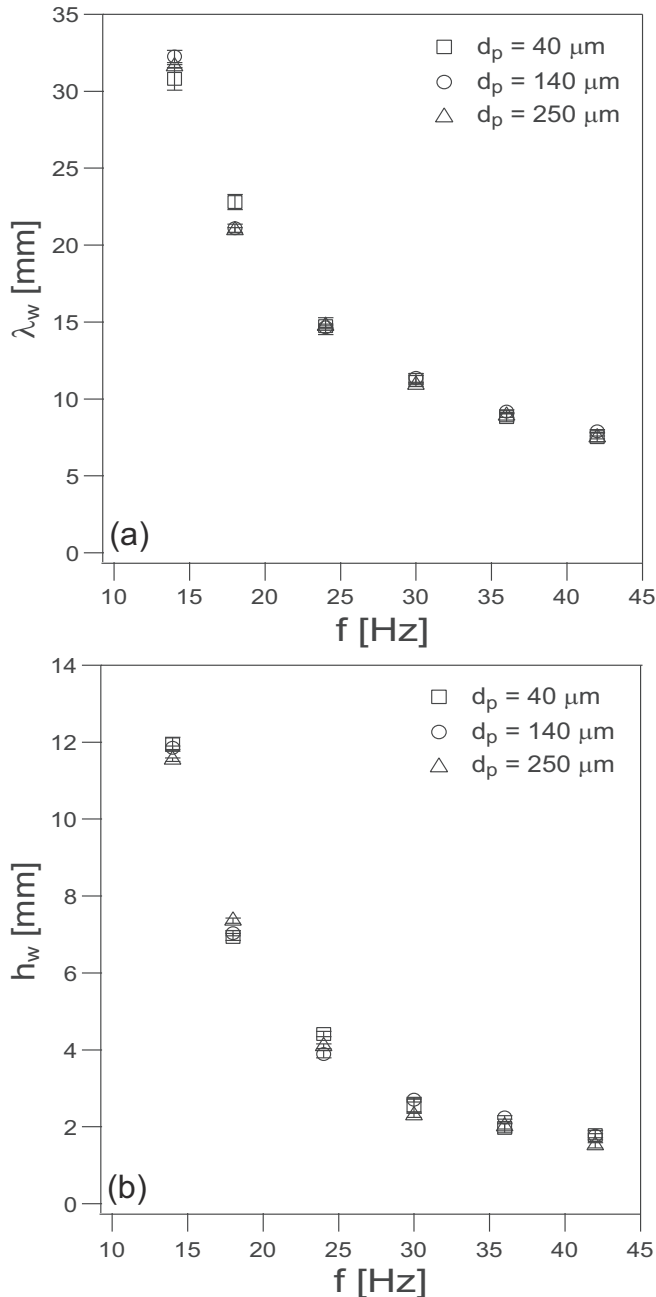 35
30
25
20
15
10
5
0
λw [mm]
dp = 40 μm
dp = 140 μm
dp = 250 μm
(a)
10 15 20 25 30 35 40 45
f [Hz]
14
12
10
8
6
4
2
0
hw [mm]
dp = 40 μm
dp = 140 μm
dp = 250 μm
(b)
10 15 20 25 30 35 40 45
f [Hz]